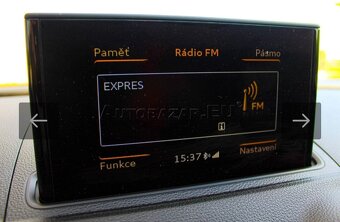 Paměť Rádio FM Pásmo
EXPRES
AUTOBAZAR.EU
FM
i
Funkce 15:37 Nastavení